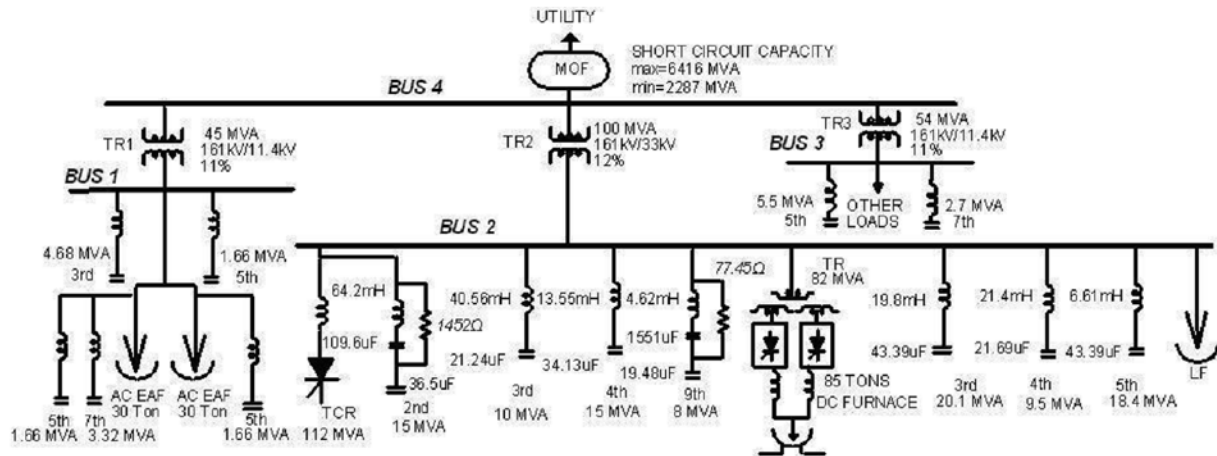 UTILITY
MOF
SHORT CIRCUIT CAPACITY
max=6416 MVA
min=2287 MVA
BUS 4
TR1
45 MVA
161kV/11.4kV
11%
TR2
100 MVA
161kV/33kV
12%
TR3
54 MVA
161kV/11.4kV
11%
BUS 3
5.5 MVA
5th
OTHER
LOADS
2.7 MVA
7th
BUS 1
4.68 MVA
3rd
1.66 MVA
5th
5th
1.66 MVA
7th
3.32 MVA
AC EAF
30 Ton
AC EAF
30 Ton
5th
1.66 MVA
BUS 2
TCR
112 MVA
64.2mH
109.6uF
1452Ω
36.5uF
2nd
15 MVA
40.56mH
21.24uF
3rd
10 MVA
13.55mH
34.13uF
4th
15 MVA
4.62mH
1551uF
77.45Ω
19.48uF
9th
8 MVA
TR
82 MVA
85 TONS
DC FURNACE
19.8mH
43.39uF
3rd
20.1 MVA
21.4mH
21.69uF
4th
9.5 MVA
6.61mH
43.39uF
5th
18.4 MVA
LF